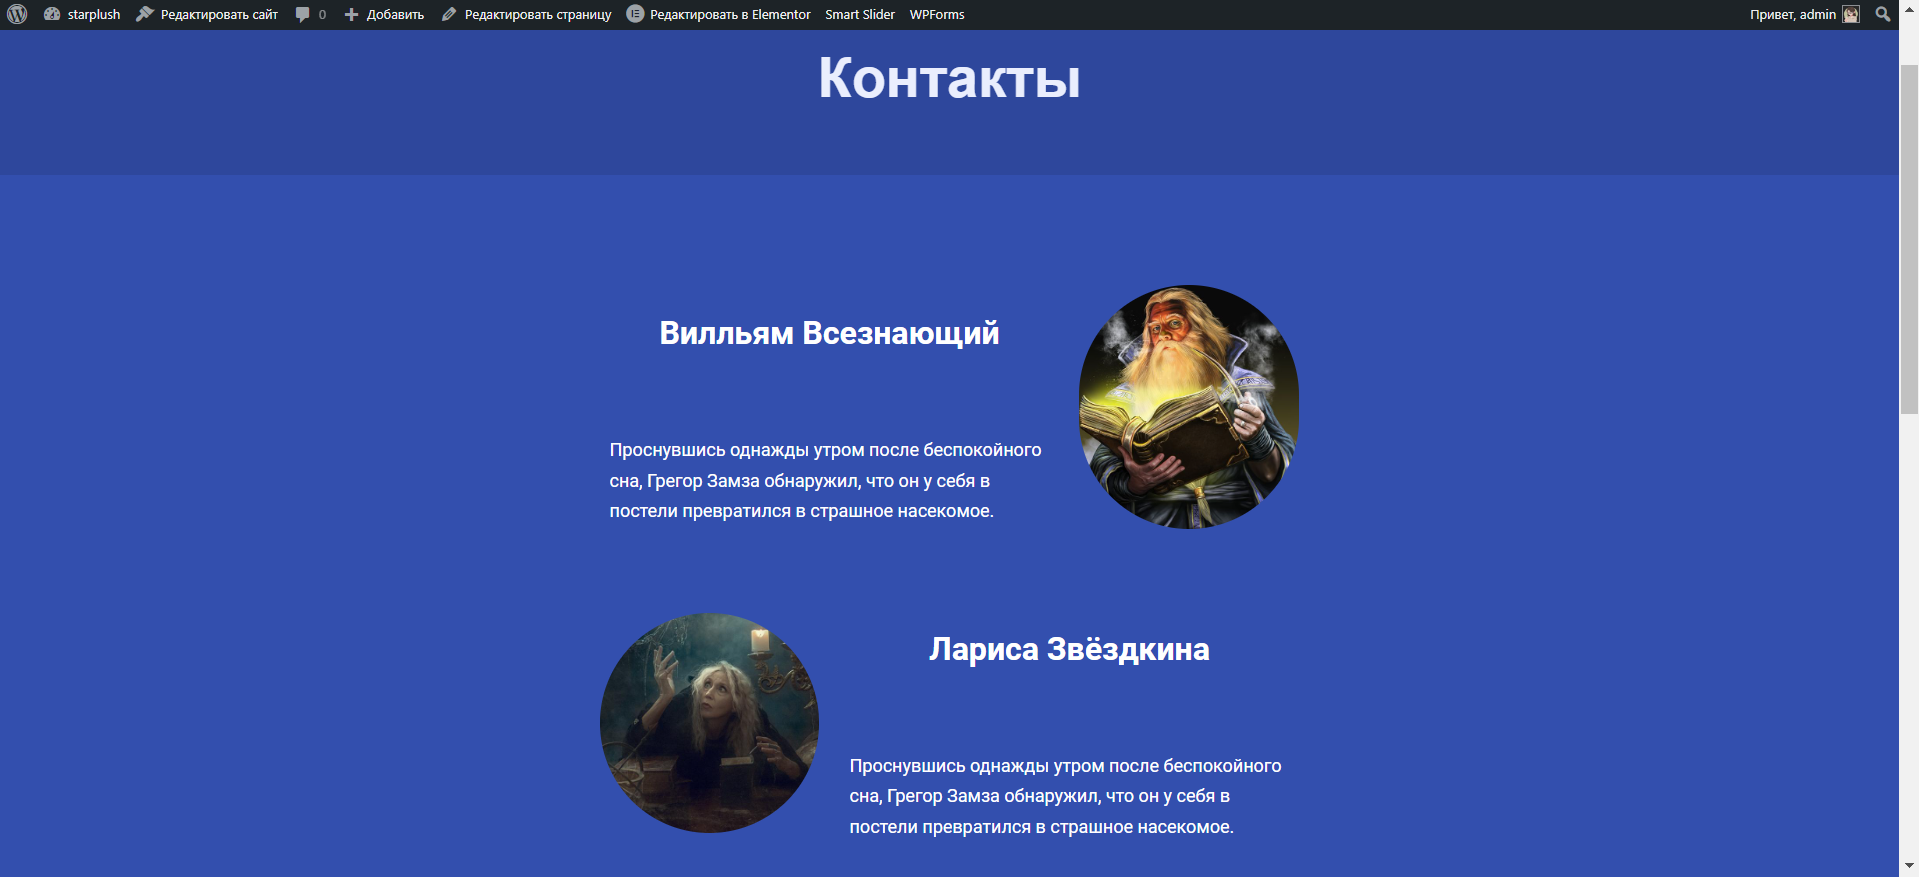 starplush Редактировать сайт 0 Добавить Редактировать страницу Редактировать в Elementor Smart Slider WPForms Привет, admin
Контакты
Вилльям Всезнающий
Проснувшись однажды утром после беспокойного
сна, Грегор Замза обнаружил, что он у себя в
постели превратился в страшное насекомое.
Лариса Звёздкина
Проснувшись однажды утром после беспокойного
сна, Грегор Замза обнаружил, что он у себя в
постели превратился в страшное насекомое.